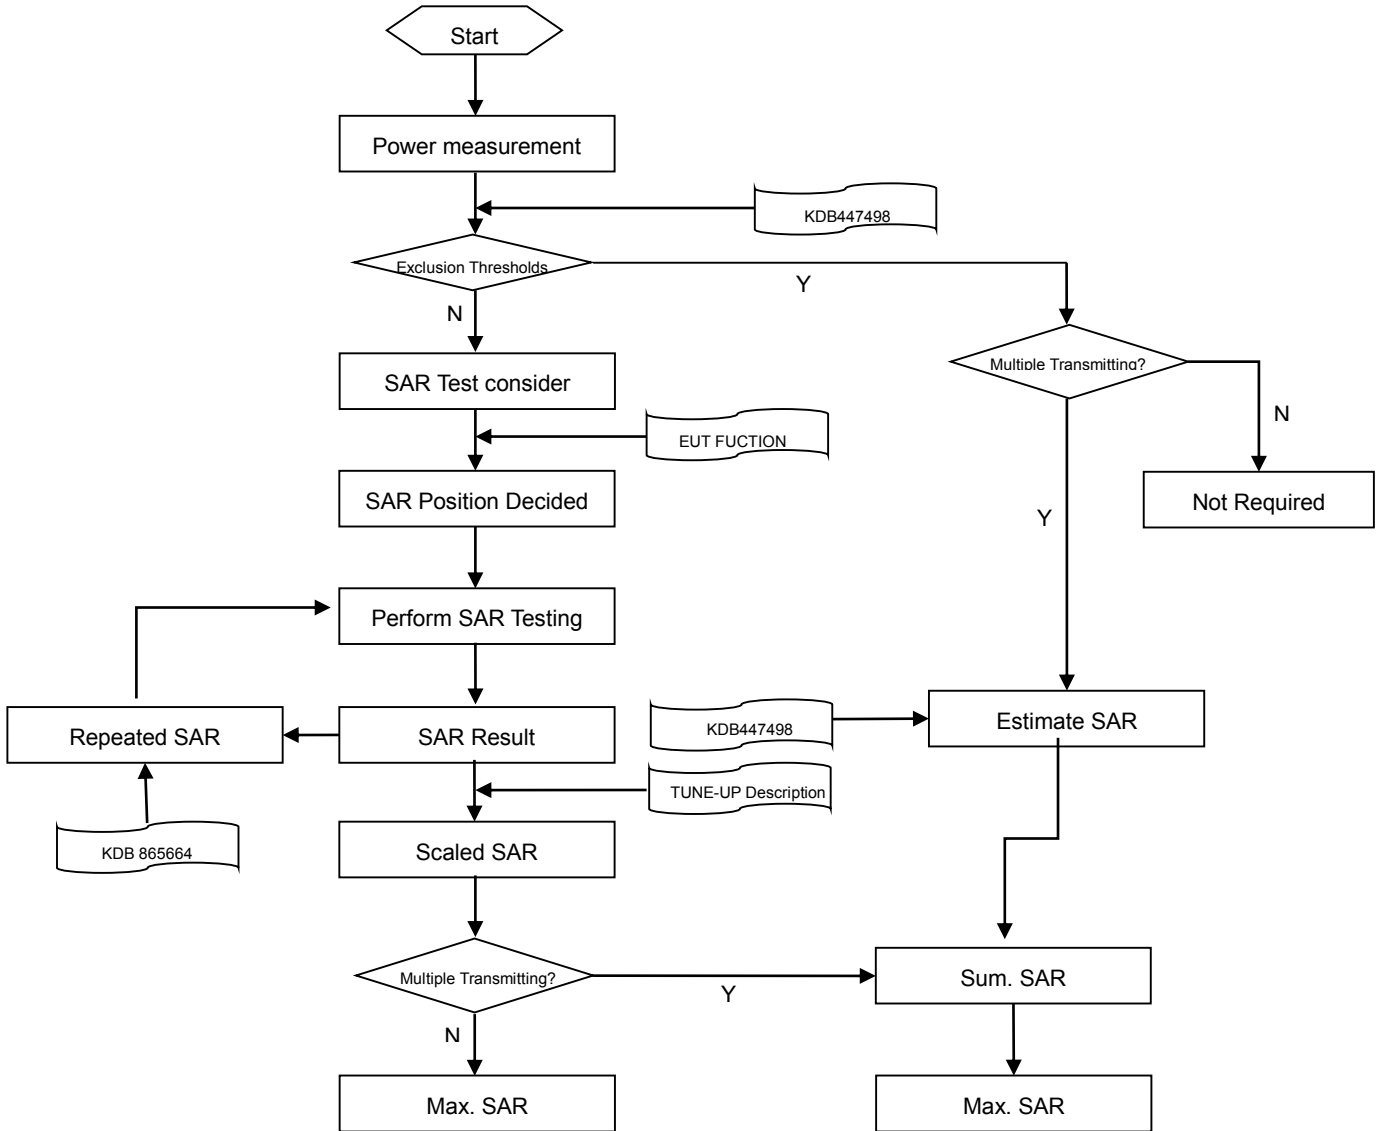 Start
Power measurement
KDB447498
Exclusion Thresholds
Y
N
Multiple Transmitting?
SAR Test consider
N
EUT FUCTION
SAR Position Decided
Not Required
Y
Perform SAR Testing
Repeated SAR
SAR Result
KDB447498
Estimate SAR
TUNE-UP Description
KDB 865664
Scaled SAR
Multiple Transmitting?
Y
Sum. SAR
N
Max. SAR
Max. SAR